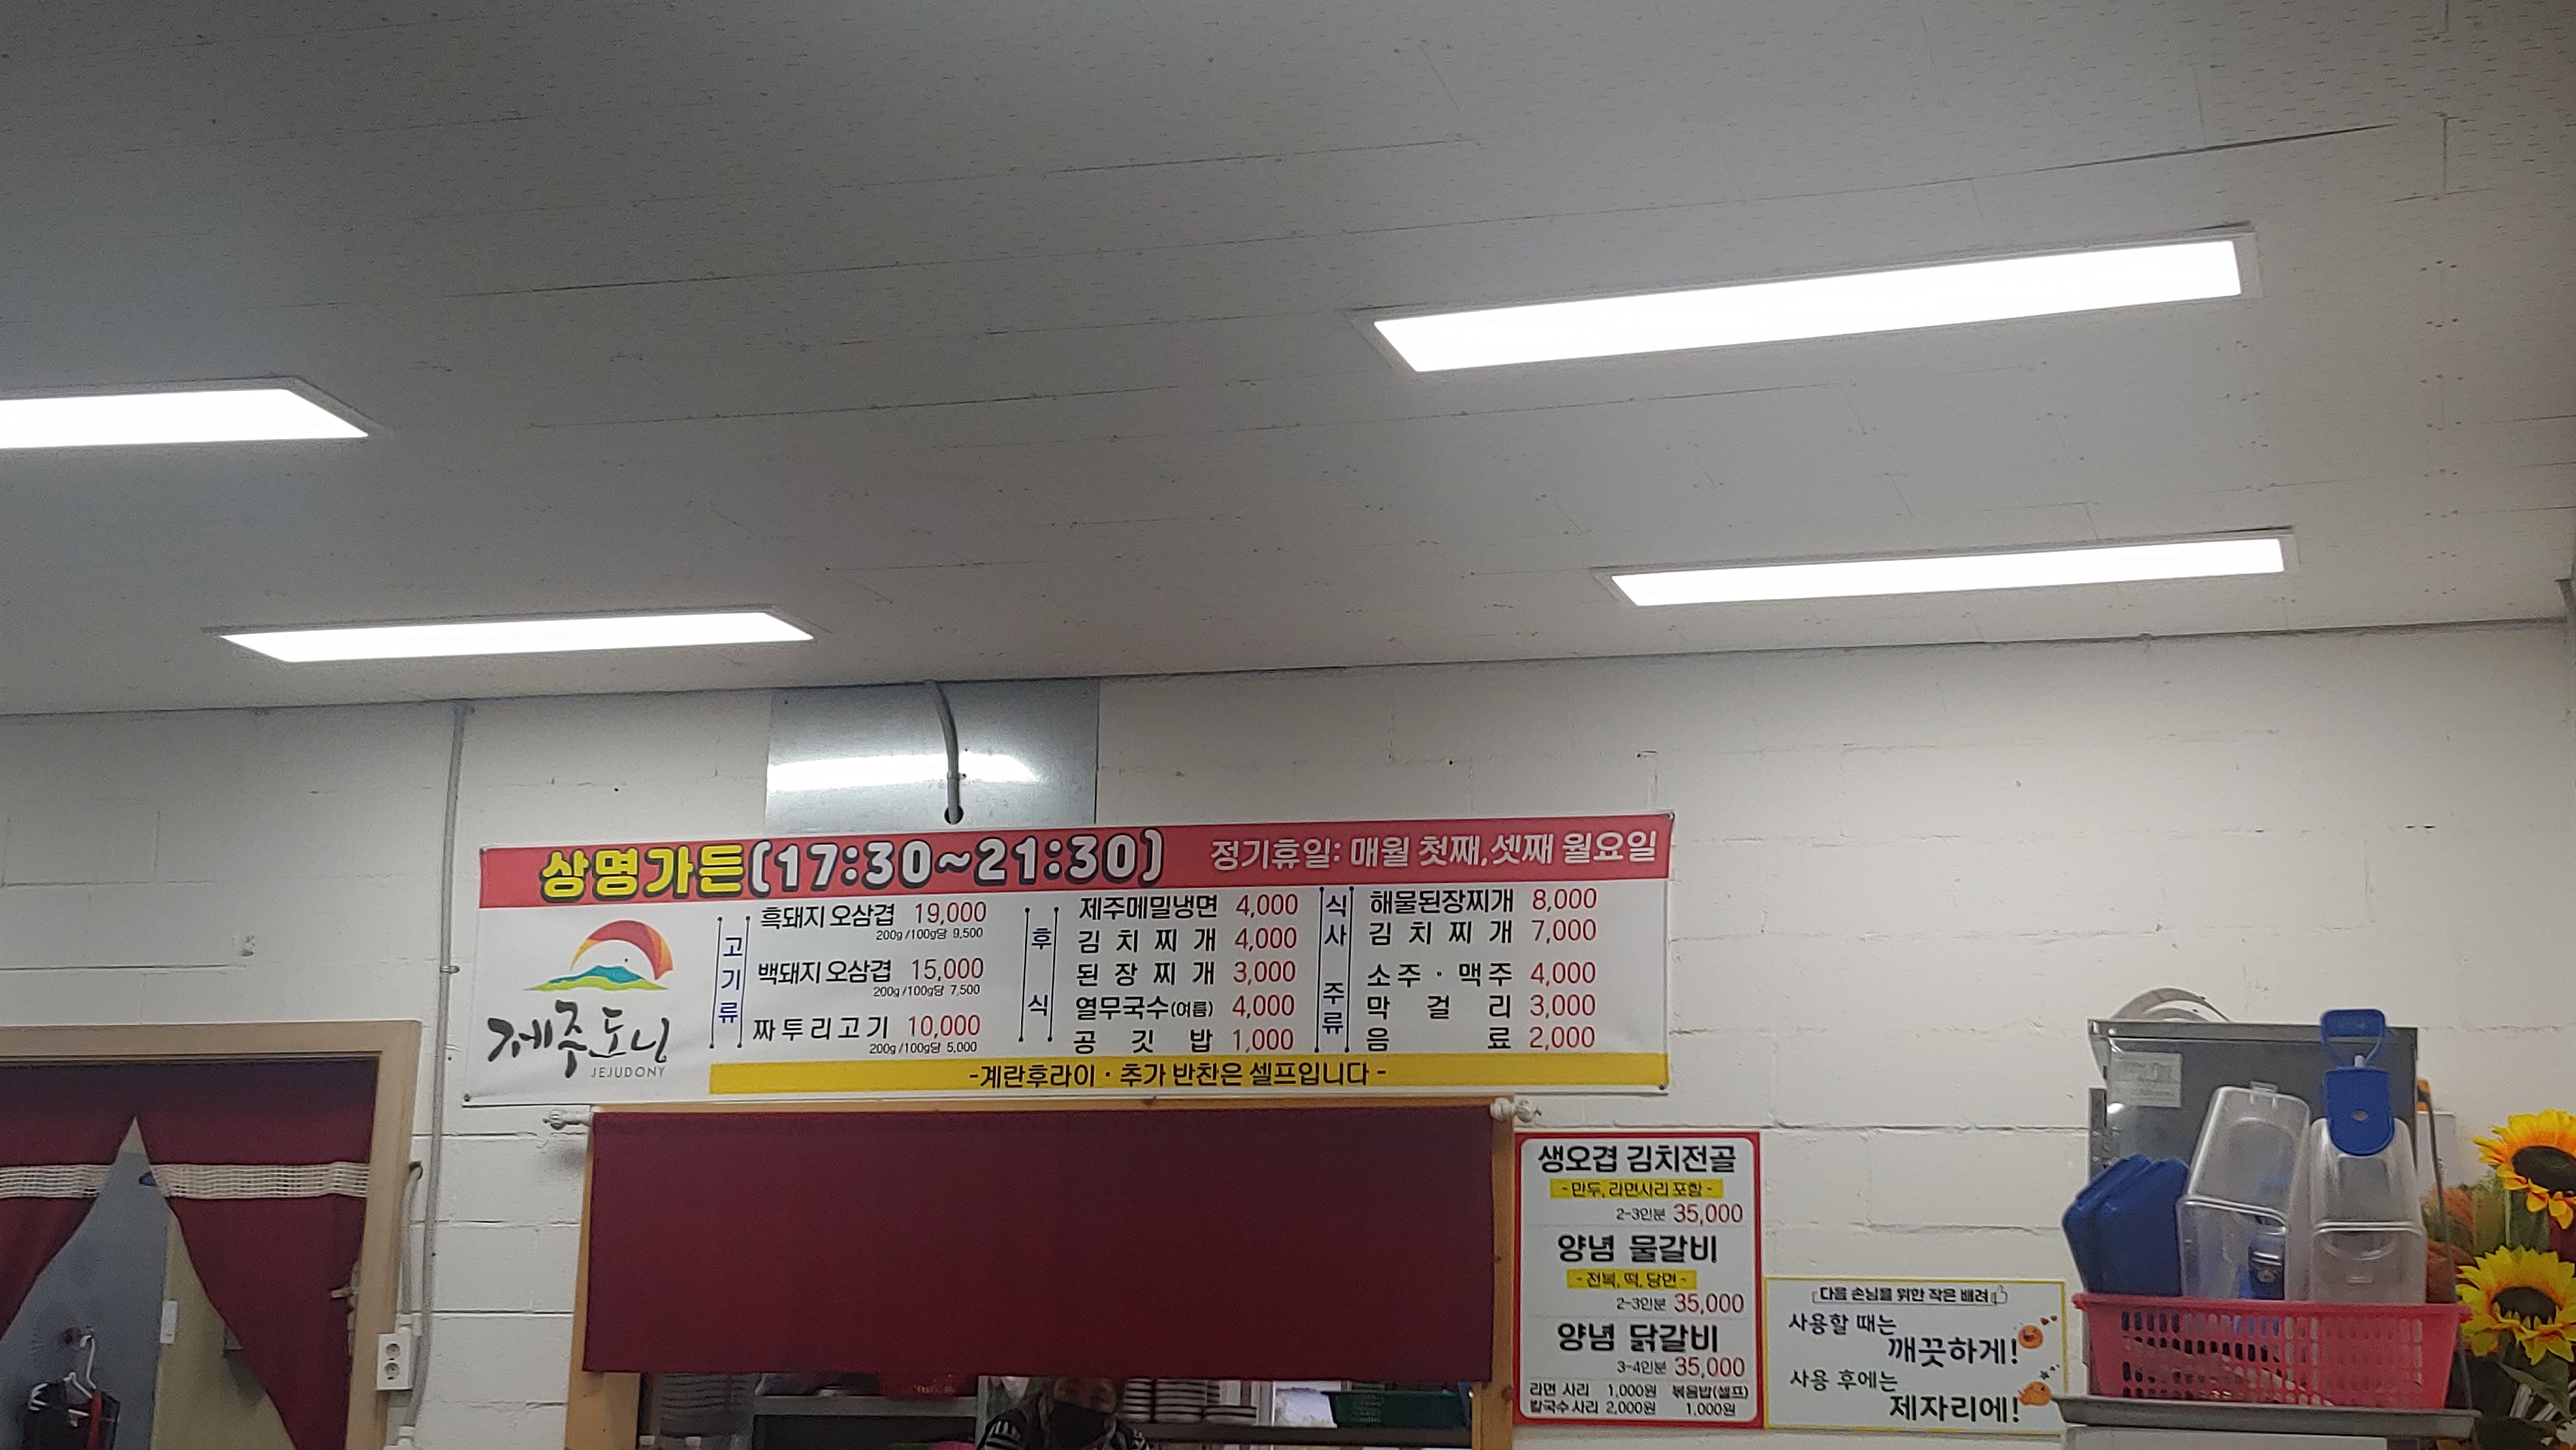 상명가든(17:30~21:30)
정기휴일: 매월 첫째,셋째 월요일
제주도니
JEJUDONY
고기류
흑돼지 오삼겹 19,000
200g /100g당 9,500
백돼지 오삼겹 15,000
200g /100g당 7,500
짜투리고기 10,000
200g /100g당 5,000
후식
제주메밀냉면 4,000
김치찌개 4,000
된장찌개 3,000
열무국수(여름) 4,000
공깃밥 1,000
식사
해물된장찌개 8,000
김치찌개 7,000
주류
소주·맥주 4,000
막걸리 3,000
음료 2,000
-계란후라이 · 추가 반찬은 셀프입니다 -
생오겹 김치전골
- 만두, 라면사리 포함 -
2-3인분 35,000
양념 물갈비
- 전복, 떡, 당면 -
2-3인분 35,000
양념 닭갈비
3-4인분 35,000
라면 사리 1,000원
칼국수사리 2,000원
볶음밥(셀프)
1,000원
다음 손님을 위한 작은 배려
사용할 때는
깨끗하게!
사용 후에는
제자리에!